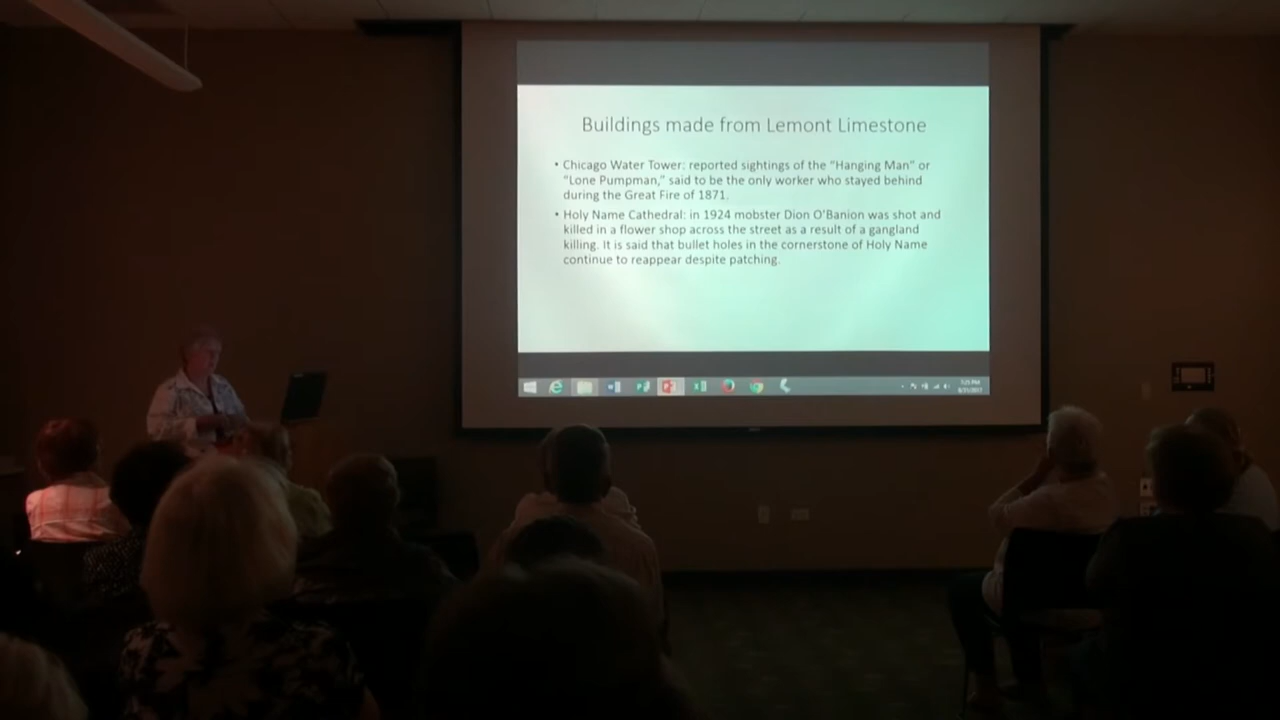 Buildings made from Lemont Limestone
• Chicago Water Tower: reported sightings of the “Hanging Man” or
“Lone Pumpman,” said to be the only worker who stayed behind
during the Great Fire of 1871.
• Holy Name Cathedral: in 1924 mobster Dion O’Banion was shot and
killed in a flower shop across the street as a result of a gangland
killing. It is said that bullet holes in the cornerstone of Holy Name
continue to reappear despite patching.